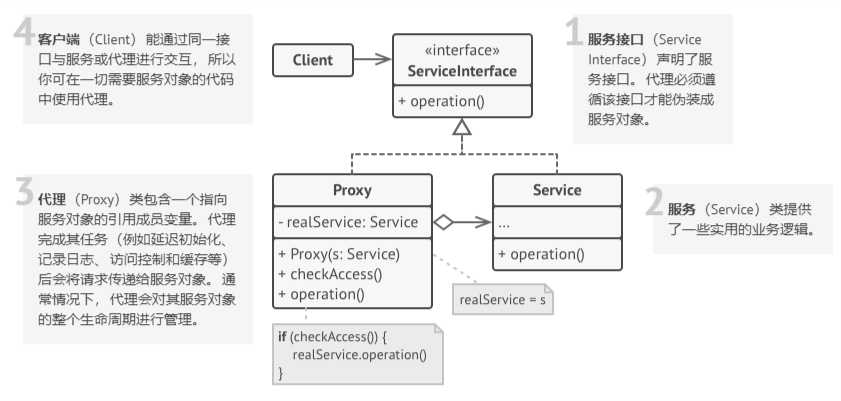 4
客户端 （Client） 能通过同一接
口与服务或代理进行交互， 所以
你可在一切需要服务对象的代码
中使用代理。
Client
«interface»
ServiceInterface
+ operation()
1
服务接口 （Service
Interface） 声明了服
务接口。 代理必须遵
循该接口才能伪装成
服务对象。
3
代理 （Proxy） 类包含一个指向
服务对象的引用成员变量。 代理
完成其任务 （例如延迟初始化、
记录日志、 访问控制和缓存等）
后会将请求传递给服务对象。 通
常情况下， 代理会对其服务对象
的整个生命周期进行管理。
Proxy
- realService: Service
+ Proxy(s: Service)
+ checkAccess()
+ operation()
Service
...
+ operation()
2
服务 （Service） 类提供
了一些实用的业务逻辑。
realService = s
if (checkAccess()) {
realService.operation()
}